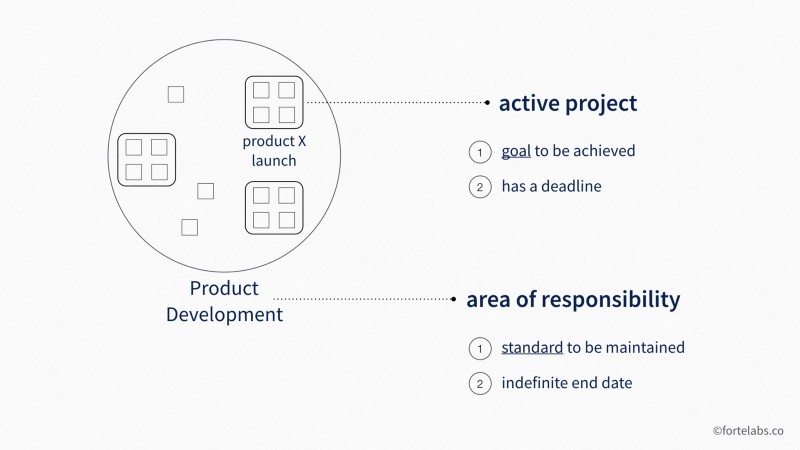 product X
launch
Product
Development
active project
1 goal to be achieved
2 has a deadline
area of responsibility
1 standard to be maintained
2 indefinite end date
©fortelabs.co